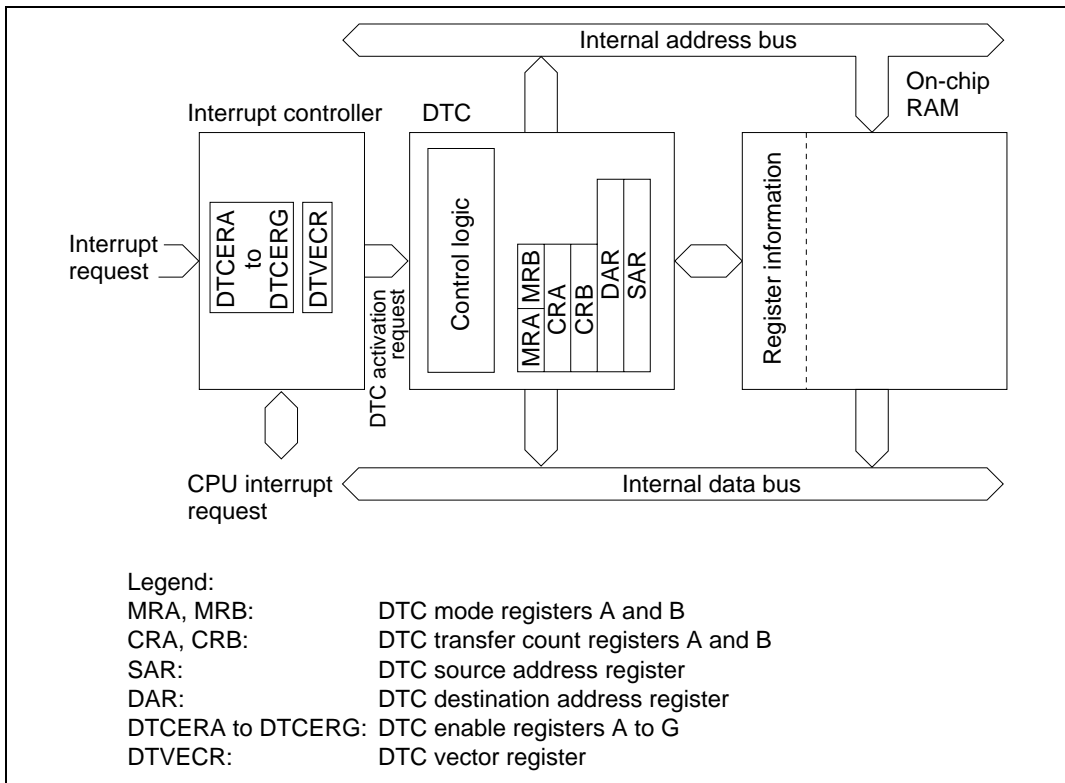 Internal address bus
On-chip
RAM
Interrupt controller
DTC
Interrupt
request
DTCERA
to
DTCERG
DTVECR
DTC activation
request
Control logic
MRA
MRB
CRA
CRB
DAR
SAR
Register information
CPU interrupt
request
Internal data bus
Legend:
MRA, MRB: DTC mode registers A and B
CRA, CRB: DTC transfer count registers A and B
SAR: DTC source address register
DAR: DTC destination address register
DTCERA to DTCERG: DTC enable registers A to G
DTVECR: DTC vector register